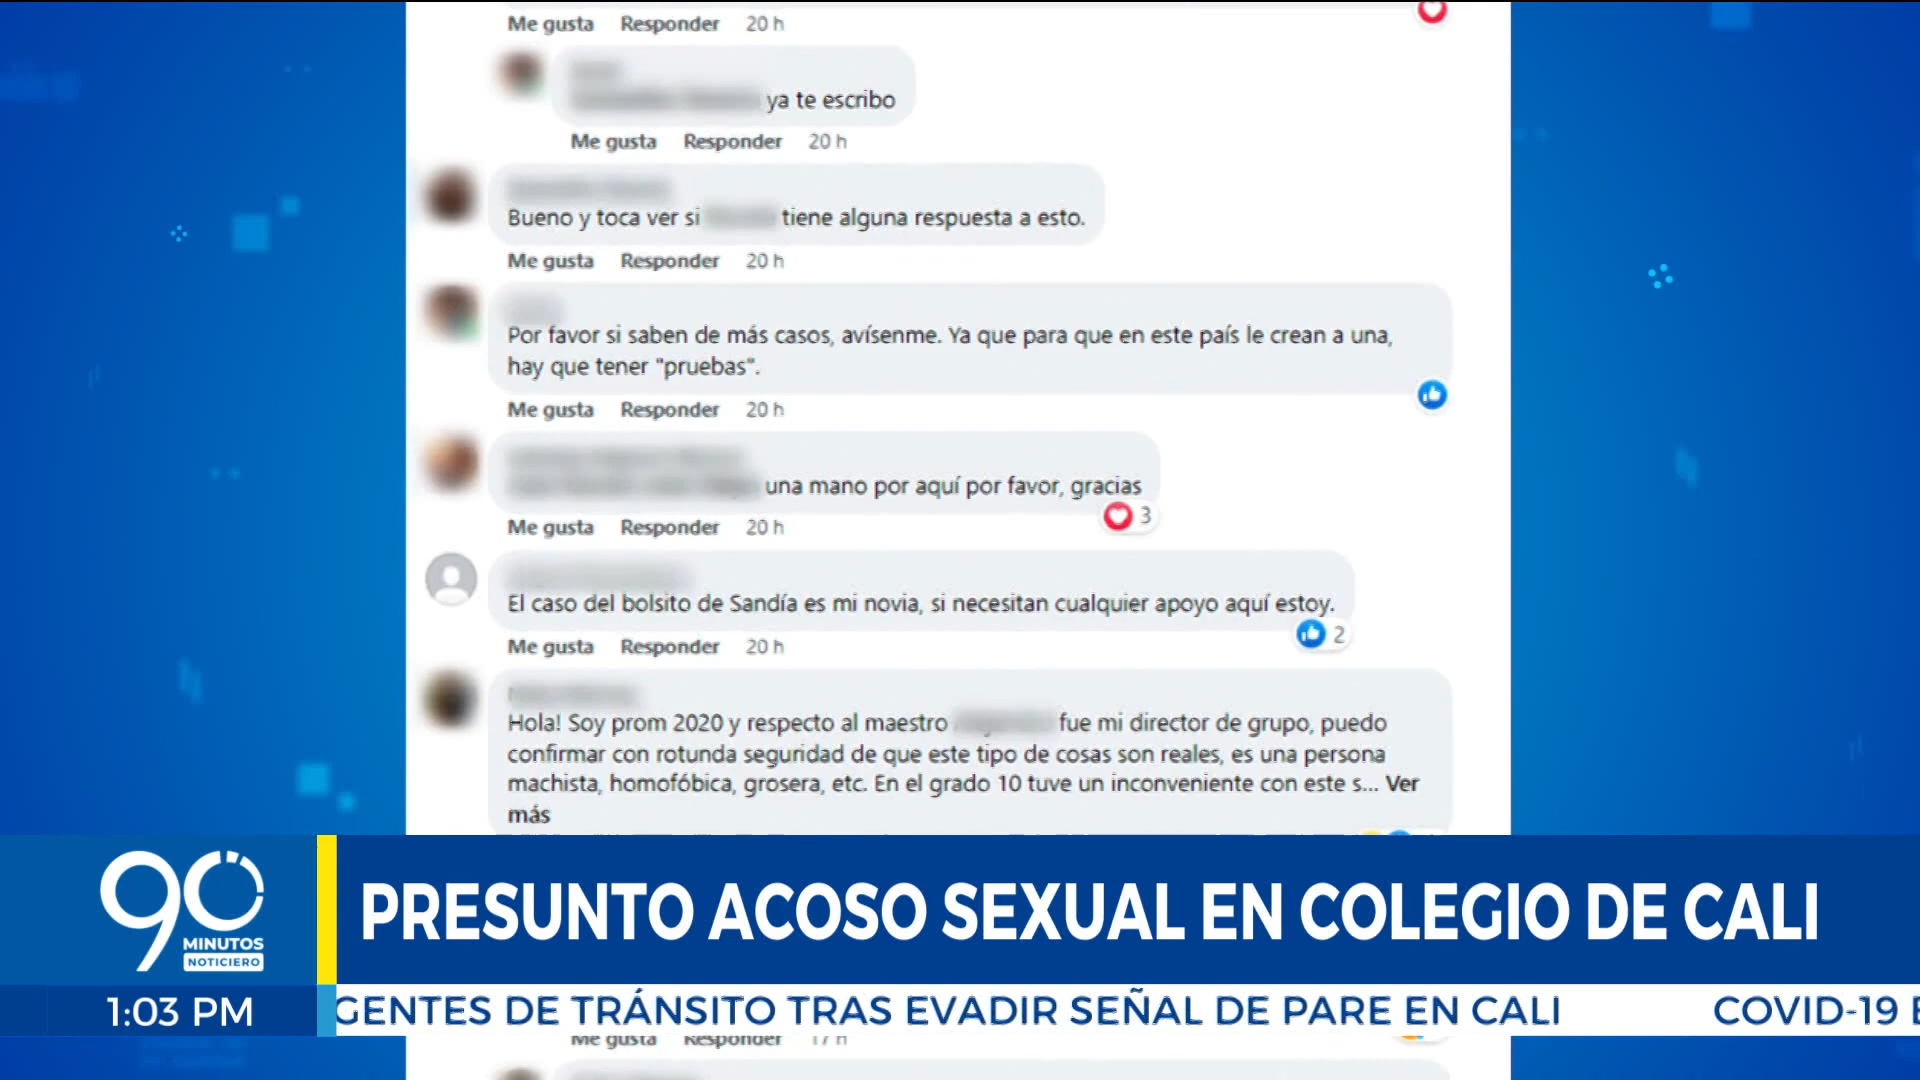 Me gusta Responder 20 h
ya te escribo
Me gusta Responder 20 h
Bueno y toca ver si tiene alguna respuesta a esto.
Me gusta Responder 20 h
Por favor si saben de más casos, avísenme. Ya que para que en este país le crean a una,
hay que tener "pruebas".
Me gusta Responder 20 h
una mano por aquí por favor, gracias
3
Me gusta Responder 20 h
El caso del bolsito de Sandía es mi novia, si necesitan cualquier apoyo aquí estoy.
2
Me gusta Responder 20 h
Hola! Soy prom 2020 y respecto al maestro fue mi director de grupo, puedo
confirmar con rotunda seguridad de que este tipo de cosas son reales, es una persona
machista, homofóbica, grosera, etc. En el grado 10 tuve un inconveniente con este s... Ver
más
90
MINUTOS
NOTICIERO
PRESUNTO ACOSO SEXUAL EN COLEGIO DE CALI
1:03 PM
GENTES DE TRÁNSITO TRAS EVADIR SEÑAL DE PARE EN CALI COVID-19 E
Me gusta Responder 17 h